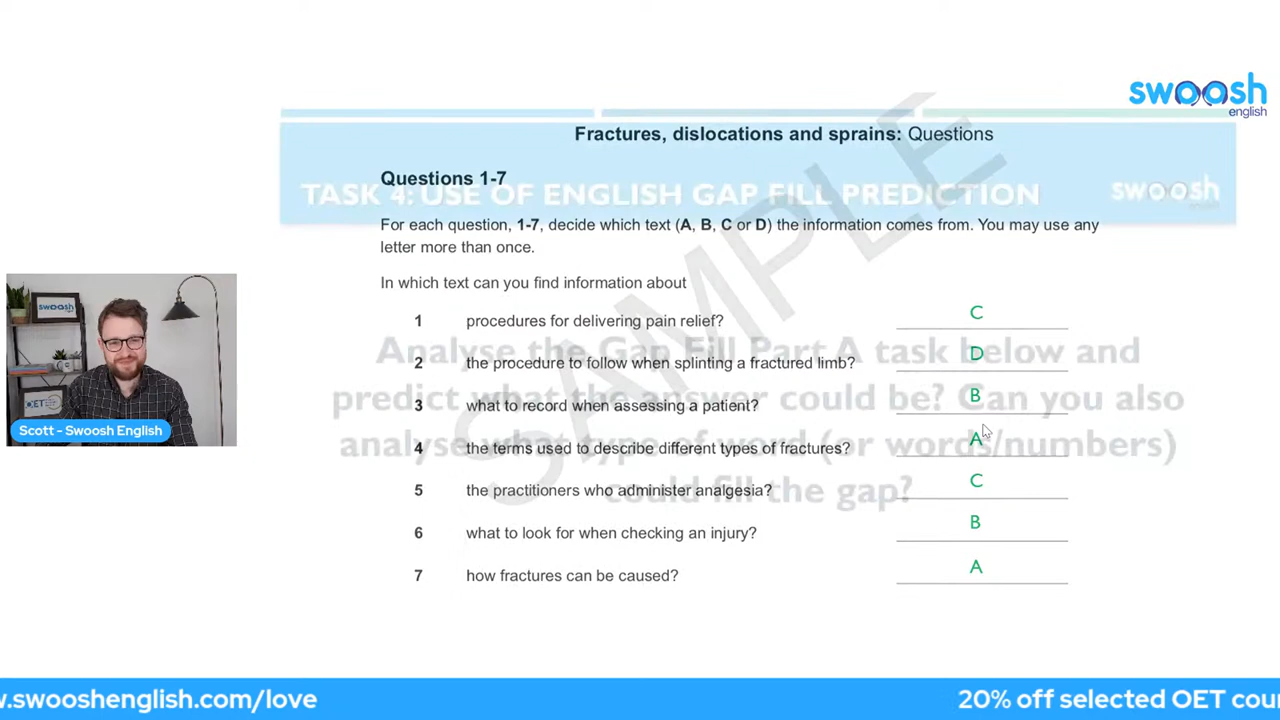 swoosh
english
Fractures, dislocations and sprains: Questions
Questions 1-7
TASK 4: USE OF ENGLISH GAP FILL PREDICTION
swoosh
For each question, 1-7, decide which text (A, B, C or D) the information comes from. You may use any
letter more than once.
In which text can you find information about
1 procedures for delivering pain relief? C
2 the procedure to follow when splinting a fractured limb? D
3 what to record when assessing a patient? B
4 the terms used to describe different types of fractures? A
5 the practitioners who administer analgesia? C
6 what to look for when checking an injury? B
7 how fractures can be caused? A
Analyse the Gap Fill Part A task below and
predict what the answer could be? Can you also
analyse what type of word (or words/numbers)
could fill the gap?
SAMPLE
OET
Scott - Swoosh English
w.swooshenglish.com/love
20% off selected OET cour